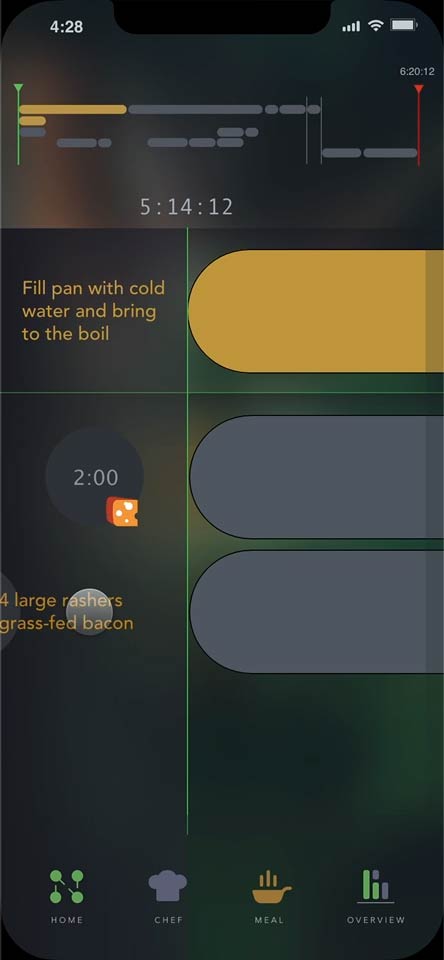 4:28
6:20:12
5:14:12
Fill pan with cold
water and bring
to the boil
2:00
4 large rashers
grass-fed bacon
HOME
CHEF
MEAL
OVERVIEW